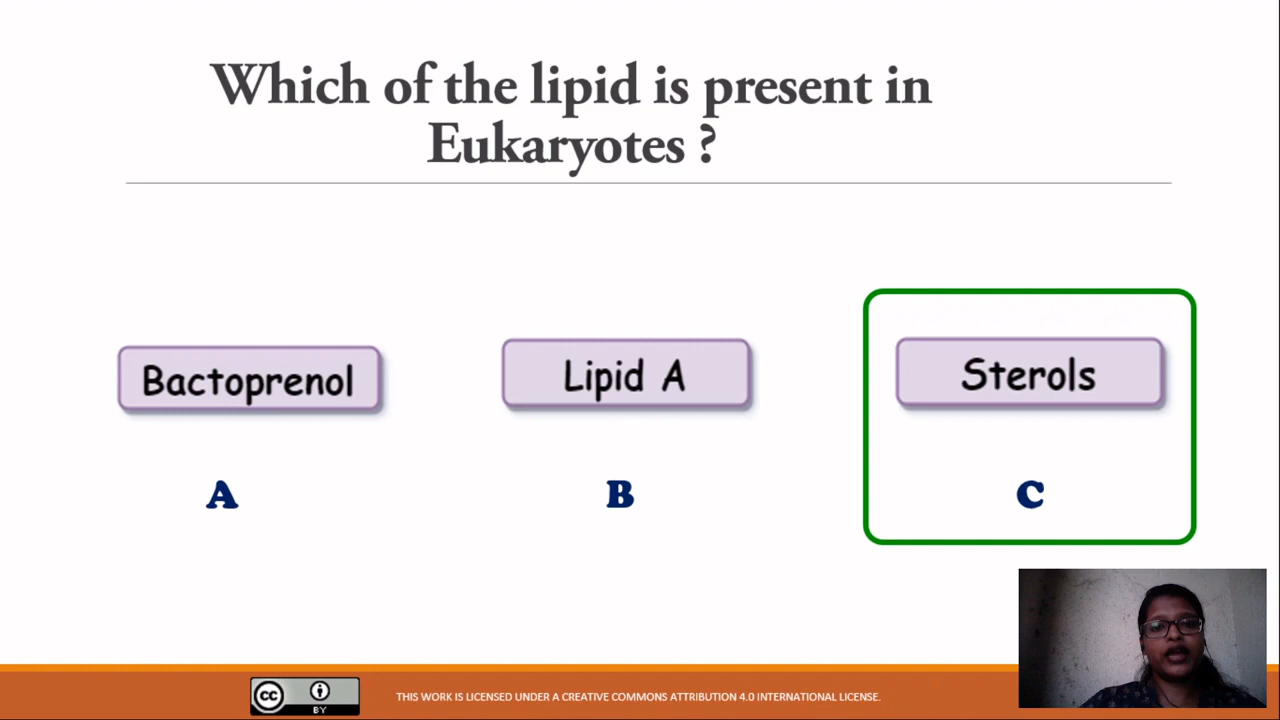 Which of the lipid is present in
Eukaryotes ?
Bactoprenol
Lipid A
Sterols
A
B
C
cc
BY
THIS WORK IS LICENSED UNDER A CREATIVE COMMONS ATTRIBUTION 4.0 INTERNATIONAL LICENSE.